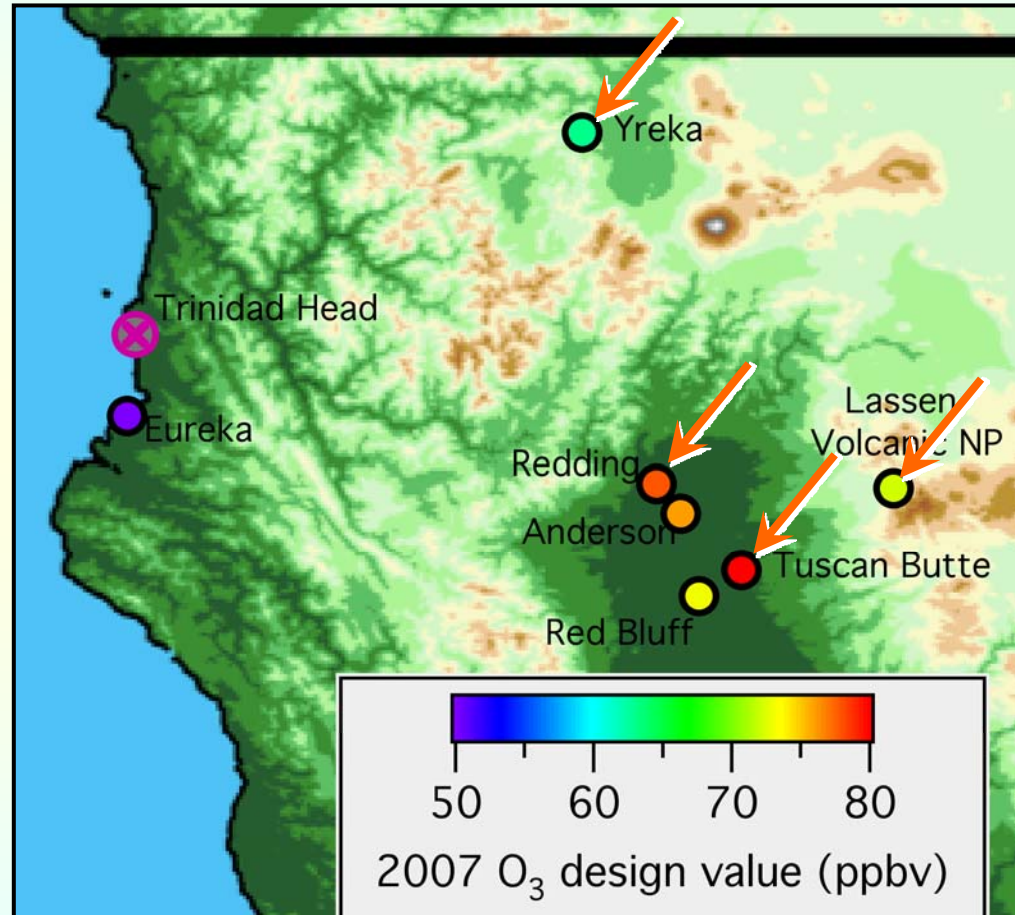 Yreka
Trinidad Head
Eureka
Lassen
Volcanic NP
Redding
Anderson
Tuscan Butte
Red Bluff
50 60 70 80
2007 O₃ design value (ppbv)